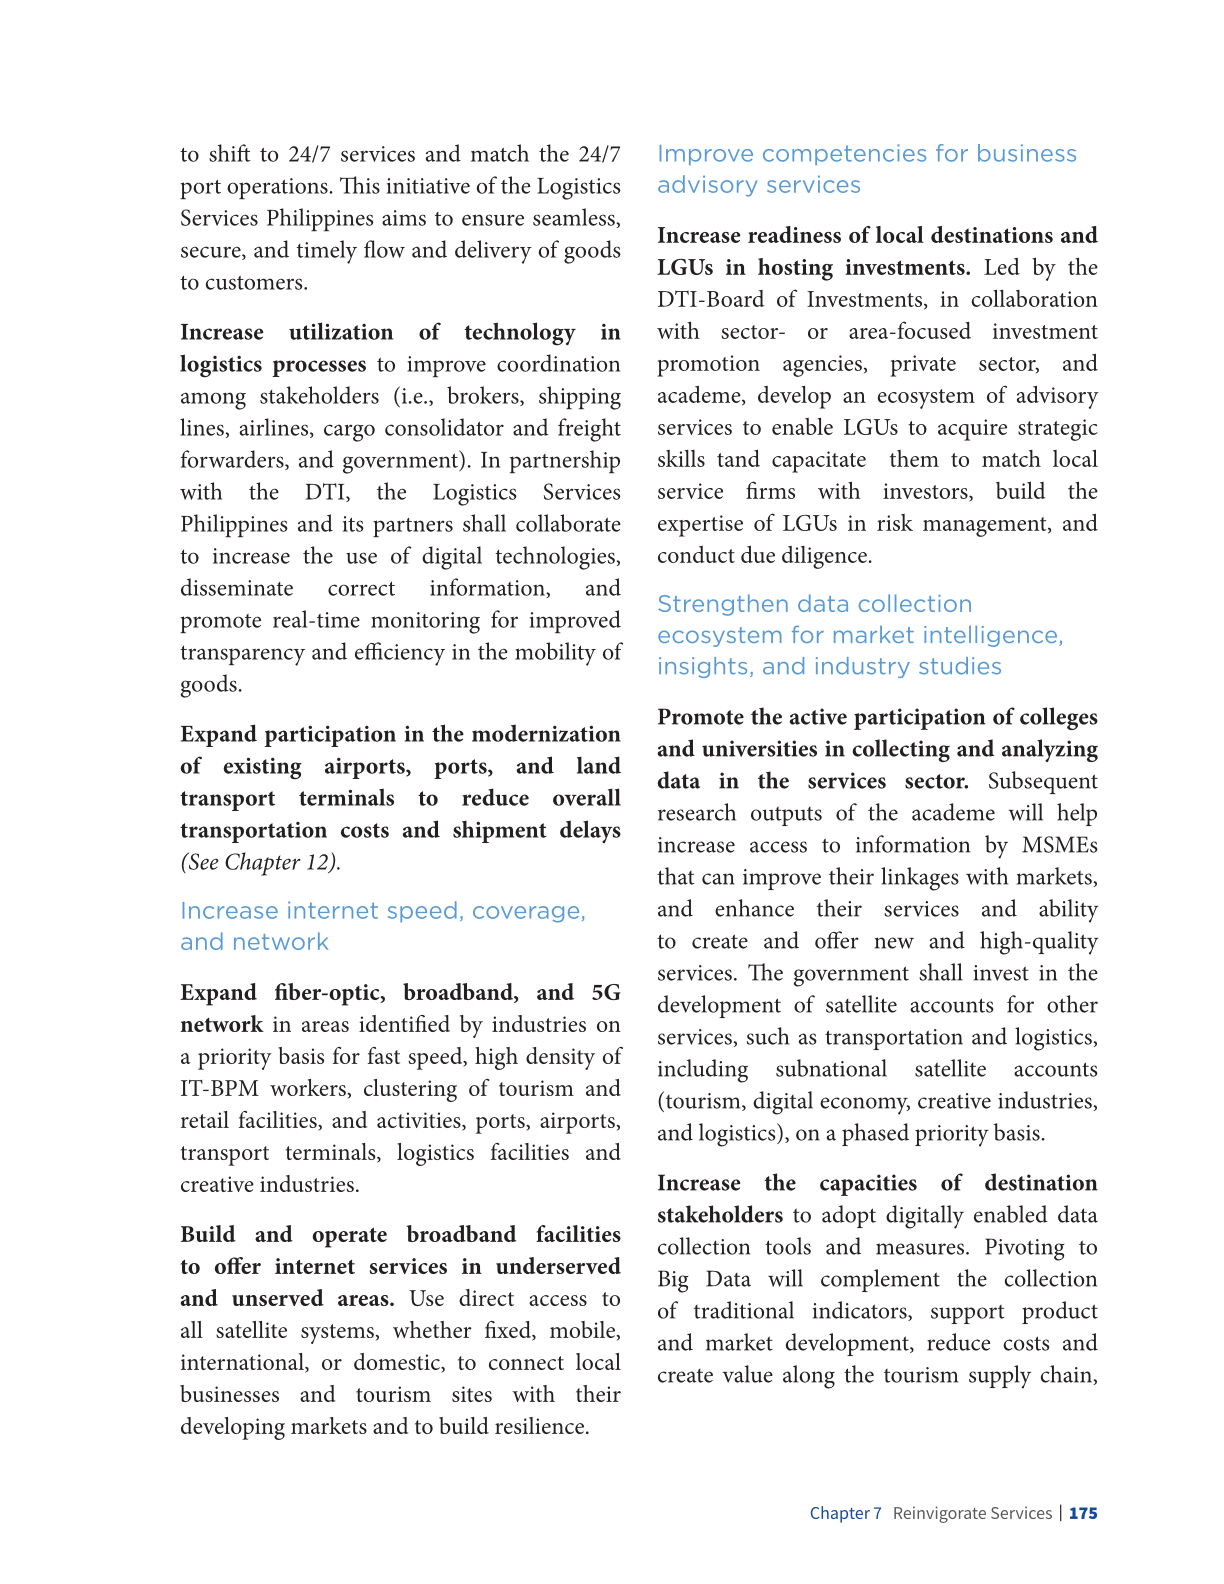 to shift to 24/7 services and match the 24/7
port operations. This initiative of the Logistics
Services Philippines aims to ensure seamless,
secure, and timely flow and delivery of goods
to customers.
Increase utilization of technology in
logistics processes to improve coordination
among stakeholders (i.e., brokers, shipping
lines, airlines, cargo consolidator and freight
forwarders, and government). In partnership
with the DTI, the Logistics Services
Philippines and its partners shall collaborate
to increase the use of digital technologies,
disseminate correct information, and
promote real-time monitoring for improved
transparency and efficiency in the mobility of
goods.
Expand participation in the modernization
of existing airports, ports, and land
transport terminals to reduce overall
transportation costs and shipment delays
(See Chapter 12).
Increase internet speed, coverage,
and network
Expand fiber-optic, broadband, and 5G
network in areas identified by industries on
a priority basis for fast speed, high density of
IT-BPM workers, clustering of tourism and
retail facilities, and activities, ports, airports,
transport terminals, logistics facilities and
creative industries.
Build and operate broadband facilities
to offer internet services in underserved
and unserved areas. Use direct access to
all satellite systems, whether fixed, mobile,
international, or domestic, to connect local
businesses and tourism sites with their
developing markets and to build resilience.
Improve competencies for business
advisory services
Increase readiness of local destinations and
LGUs in hosting investments. Led by the
DTI-Board of Investments, in collaboration
with sector- or area-focused investment
promotion agencies, private sector, and
academe, develop an ecosystem of advisory
services to enable LGUs to acquire strategic
skills tand capacitate them to match local
service firms with investors, build the
expertise of LGUs in risk management, and
conduct due diligence.
Strengthen data collection
ecosystem for market intelligence,
insights, and industry studies
Promote the active participation of colleges
and universities in collecting and analyzing
data in the services sector. Subsequent
research outputs of the academe will help
increase access to information by MSMEs
that can improve their linkages with markets,
and enhance their services and ability
to create and offer new and high-quality
services. The government shall invest in the
development of satellite accounts for other
services, such as transportation and logistics,
including subnational satellite accounts
(tourism, digital economy, creative industries,
and logistics), on a phased priority basis.
Increase the capacities of destination
stakeholders to adopt digitally enabled data
collection tools and measures. Pivoting to
Big Data will complement the collection
of traditional indicators, support product
and market development, reduce costs and
create value along the tourism supply chain,
Chapter 7 Reinvigorate Services | 175